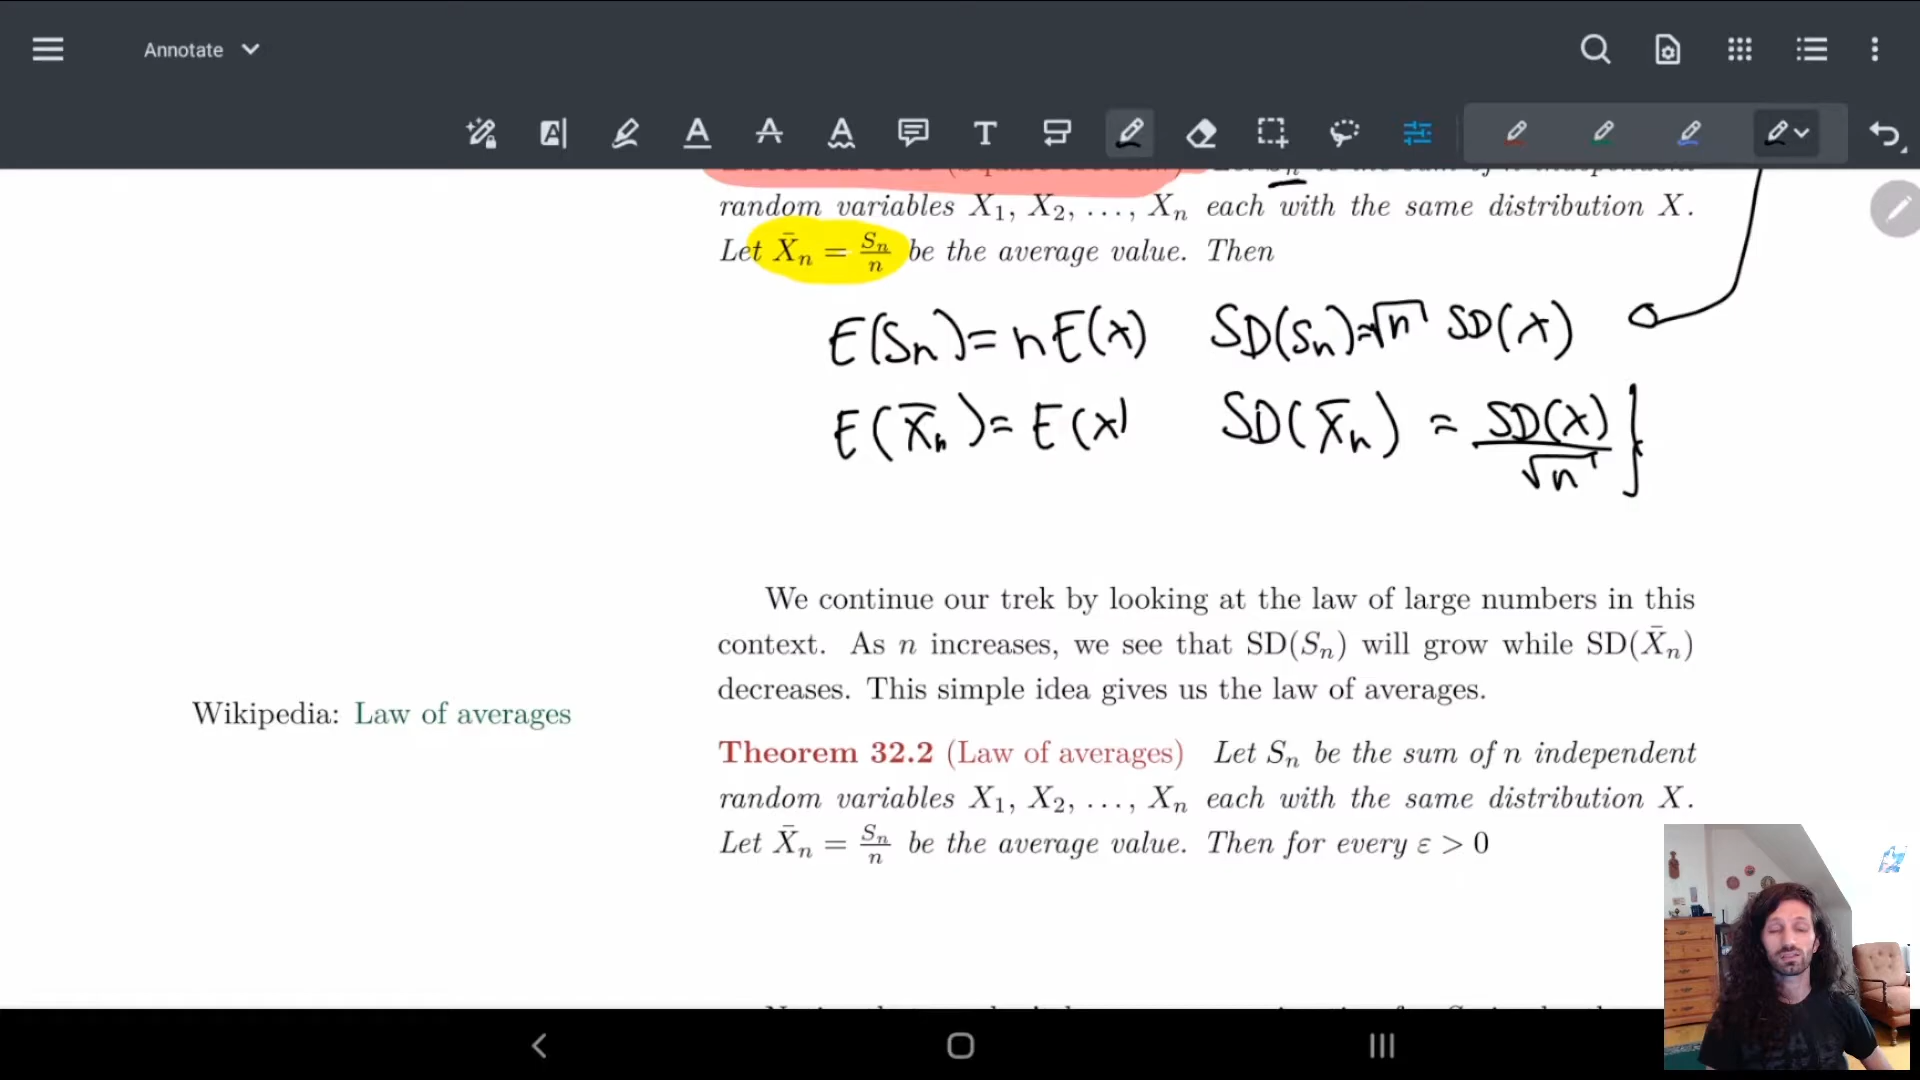 Annotate
random variables X₁, X₂, ..., Xₙ each with the same distribution X.
Let X̄ₙ = Sₙ/n be the average value. Then
E(Sₙ) = nE(X) SD(Sₙ) = √n SD(X)
E(X̄ₙ) = E(X) SD(X̄ₙ) = SD(X)/√n }
We continue our trek by looking at the law of large numbers in this
context. As n increases, we see that SD(Sₙ) will grow while SD(X̄ₙ)
decreases. This simple idea gives us the law of averages.
Wikipedia: Law of averages
Theorem 32.2 (Law of averages) Let Sₙ be the sum of n independent
random variables X₁, X₂, ..., Xₙ each with the same distribution X.
Let X̄ₙ = Sₙ/n be the average value. Then for every ε > 0